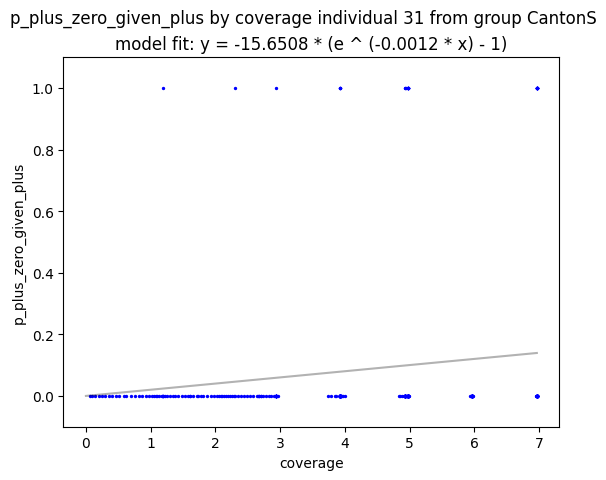 p_plus_zero_given_plus by coverage individual 31 from group CantonS
model fit: y = -15.6508 * (e ^ (-0.0012 * x) - 1)
1.0
0.8
0.6
0.4
0.2
0.0
p_plus_zero_given_plus
0 1 2 3 4 5 6 7
coverage